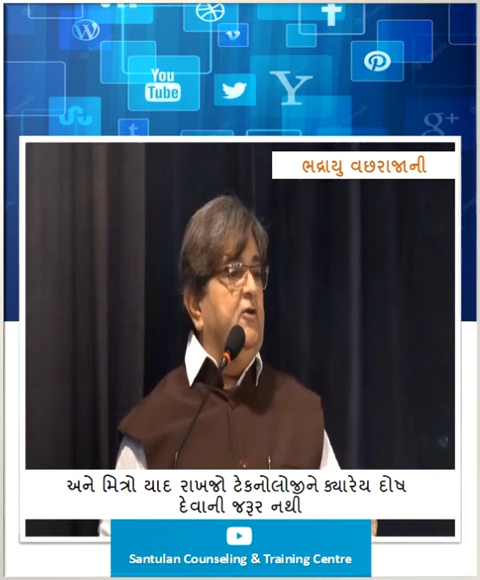 You
Tube
Y
g+
t
ભદ્રાયુ વછરાજાની
અને મિત્રો યાદ રાખજો ટેકનોલોજીને ક્યારેય દોષ
દેવાની જરૂર નથી
Santulan Counseling & Training Centre